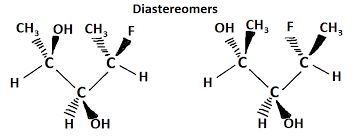 Diastereomers
CH3 OH CH3 F OH CH3 F CH3
C C C C
H C H H C H
H OH H OH